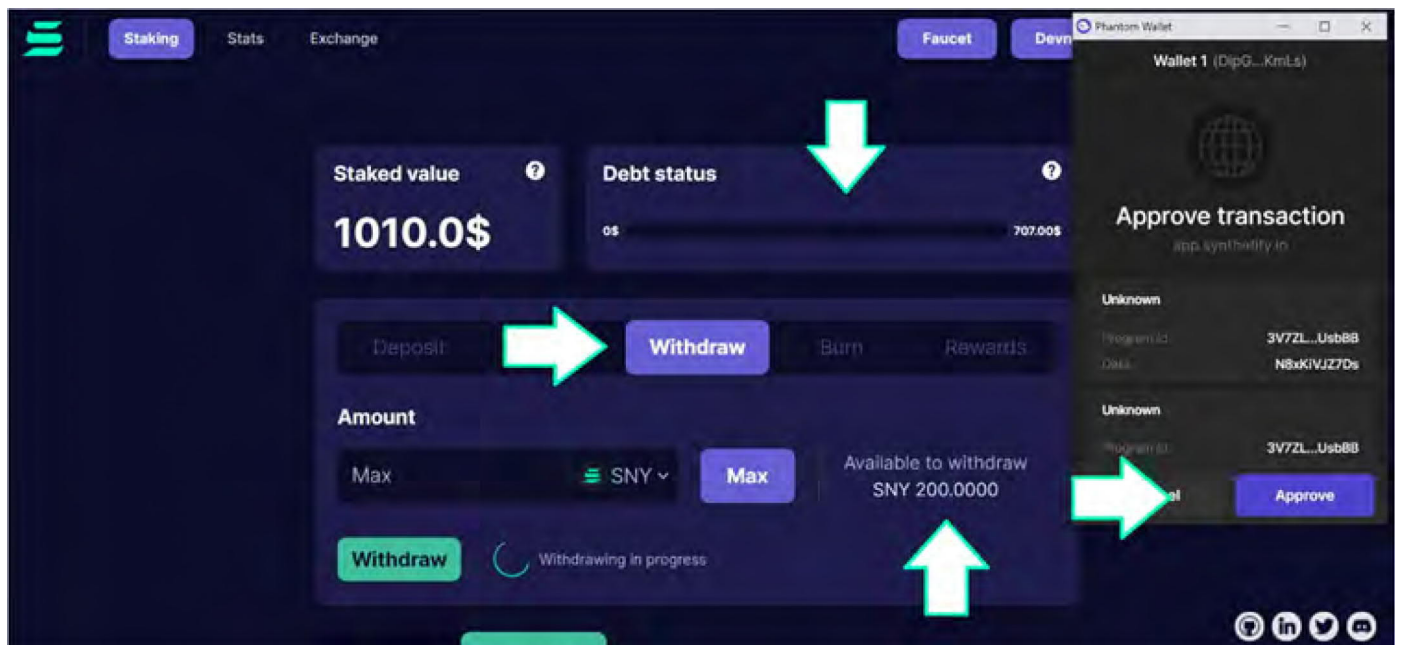 Staking Stats Exchange Faucet Devn
Phantom Wallet
Wallet 1 (DipG...KmLs)
Staked value ?
Debt status ?
1010.0$
0$ 707.00$
Approve transaction
app.synthetify.io
Deposit Withdraw Burn Rewards
Unknown
Program Id 3V7ZL...UsbBB
Data N8xKiVJZ7Ds
Amount
Unknown
Program Id 3V7ZL...UsbBB
Max SNY Max
Available to withdraw
SNY 200.0000
el Approve
Withdraw Withdrawing in progress